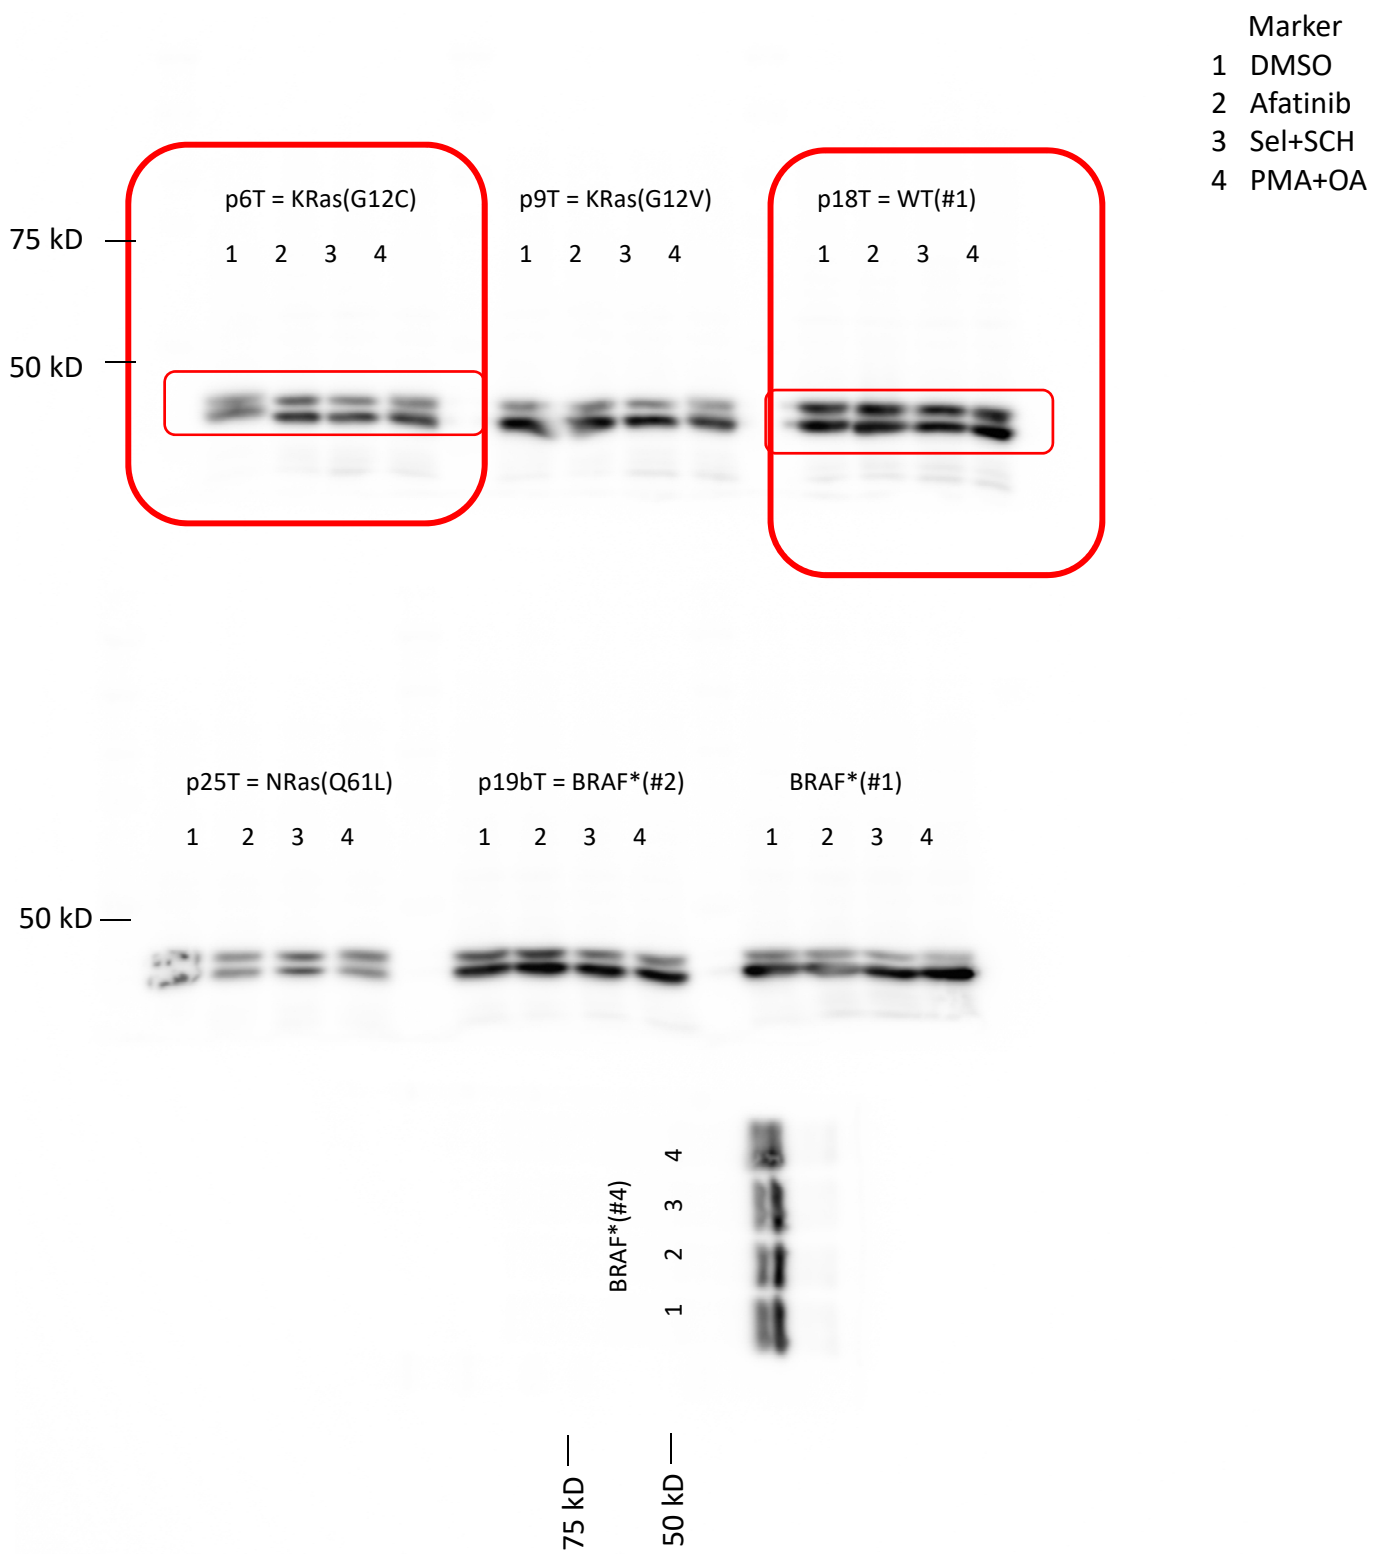 Marker
1 DMSO
2 Afatinib
3 Sel+SCH
4 PMA+OA
p6T = KRas(G12C)
p9T = KRas(G12V)
p18T = WT(#1)
75 kD
1 2 3 4
1 2 3 4
1 2 3 4
50 kD
p25T = NRas(Q61L)
p19bT = BRAF*(#2)
BRAF*(#1)
1 2 3 4
1 2 3 4
1 2 3 4
50 kD
BRAF*(#4)
1 2 3 4
75 kD
50 kD